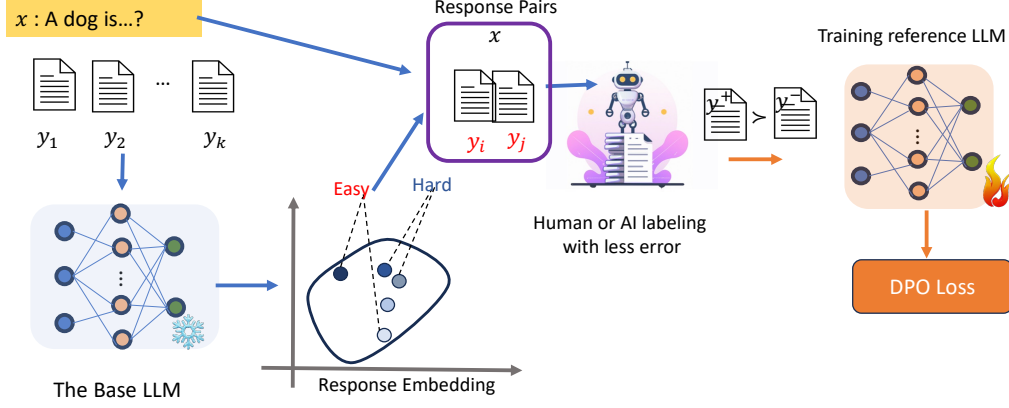 x : A dog is...?
y₁
y₂
...
yₖ
The Base LLM
Response Embedding
Easy
Hard
Response Pairs
x
yᵢ
yⱼ
Human or AI labeling
with less error
y⁺ ≻ y⁻
Training reference LLM
DPO Loss